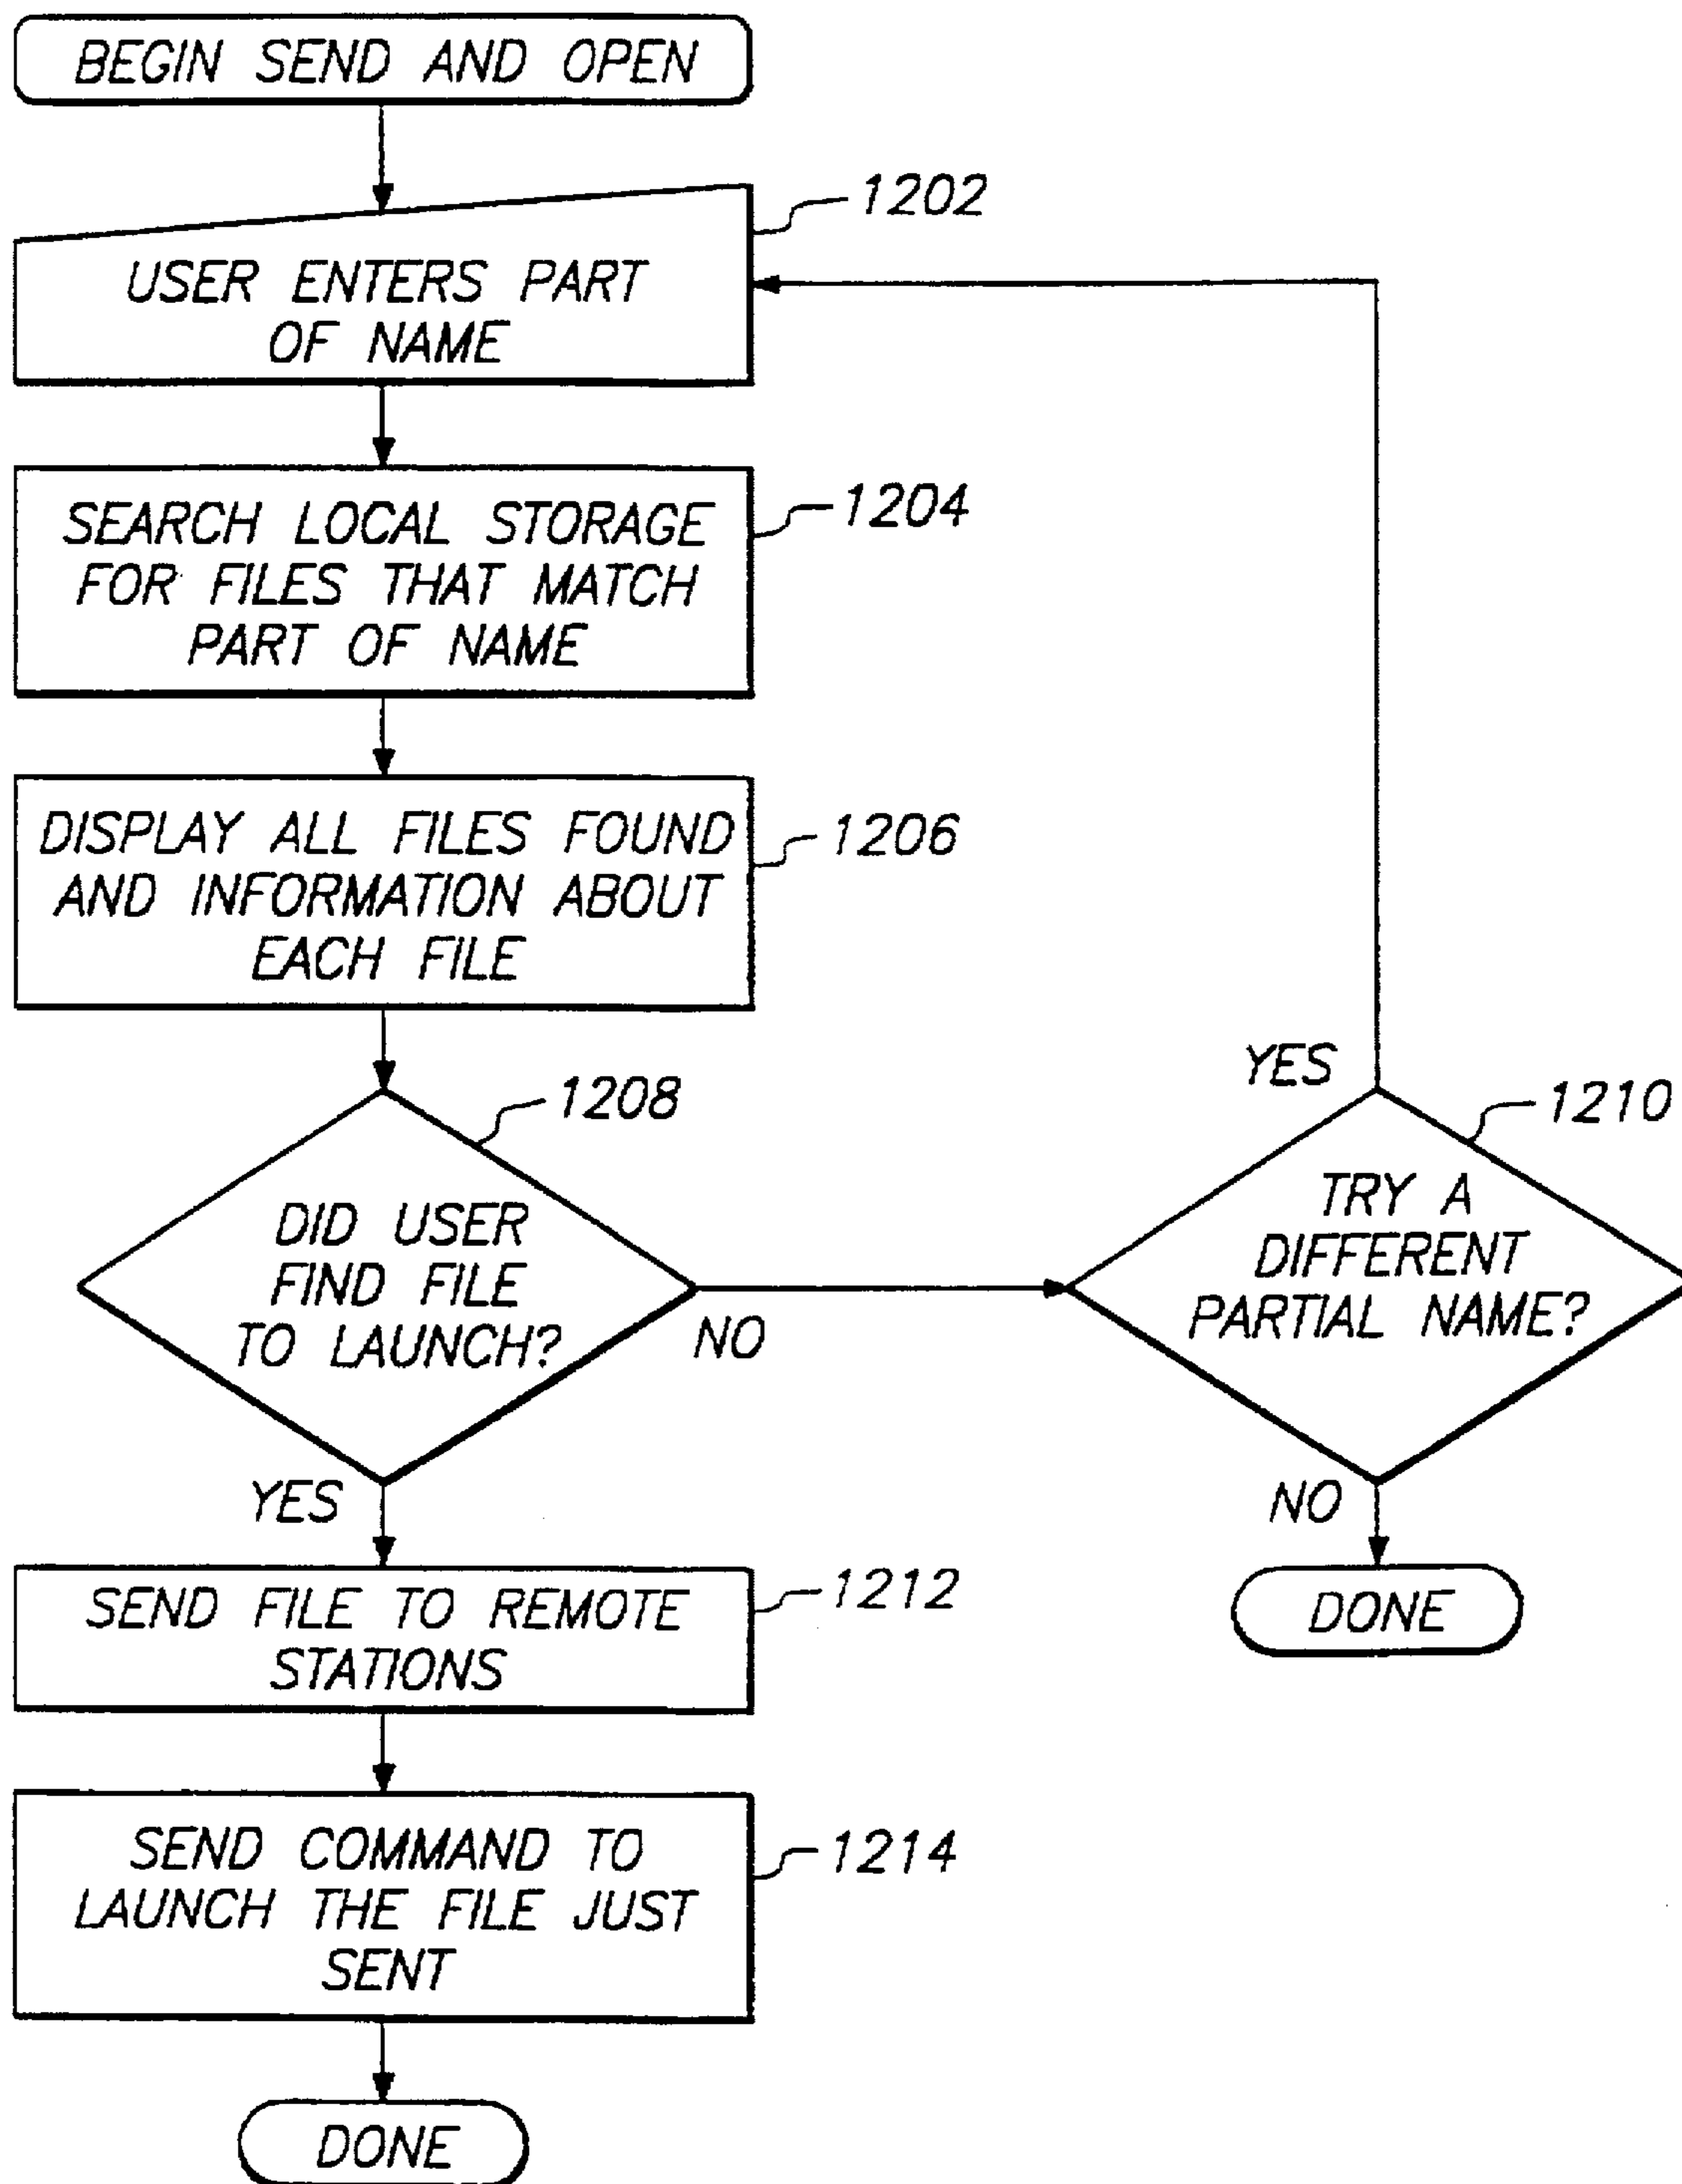 BEGIN SEND AND OPEN
1202
USER ENTERS PART
OF NAME
SEARCH LOCAL STORAGE
FOR FILES THAT MATCH
PART OF NAME
1204
DISPLAY ALL FILES FOUND
AND INFORMATION ABOUT
EACH FILE
1206
1208
DID USER
FIND FILE
TO LAUNCH?
NO
YES
1210
TRY A
DIFFERENT
PARTIAL NAME?
YES
NO
DONE
SEND FILE TO REMOTE
STATIONS
1212
SEND COMMAND TO
LAUNCH THE FILE JUST
SENT
1214
DONE